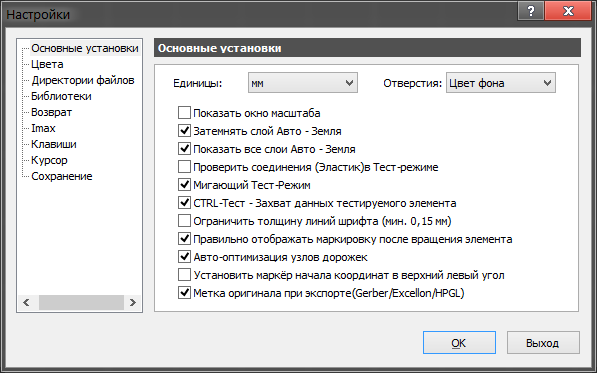 Настройки
Основные установки
Цвета
Директории файлов
Библиотеки
Возврат
Imax
Клавиши
Курсор
Сохранение
Основные установки
Единицы: мм Отверстия: Цвет фона
Показать окно масштаба
Затемнять слой Авто - Земля
Показать все слои Авто - Земля
Проверить соединения (Эластик)в Тест-режиме
Мигающий Тест-Режим
CTRL-Тест - Захват данных тестируемого элемента
Ограничить толщину линий шрифта (мин. 0,15 мм)
Правильно отображать маркировку после вращения элемента
Авто-оптимизация узлов дорожек
Установить маркёр начала координат в верхний левый угол
Метка оригинала при экспорте(Gerber/Excellon/HPGL)
OK Выход